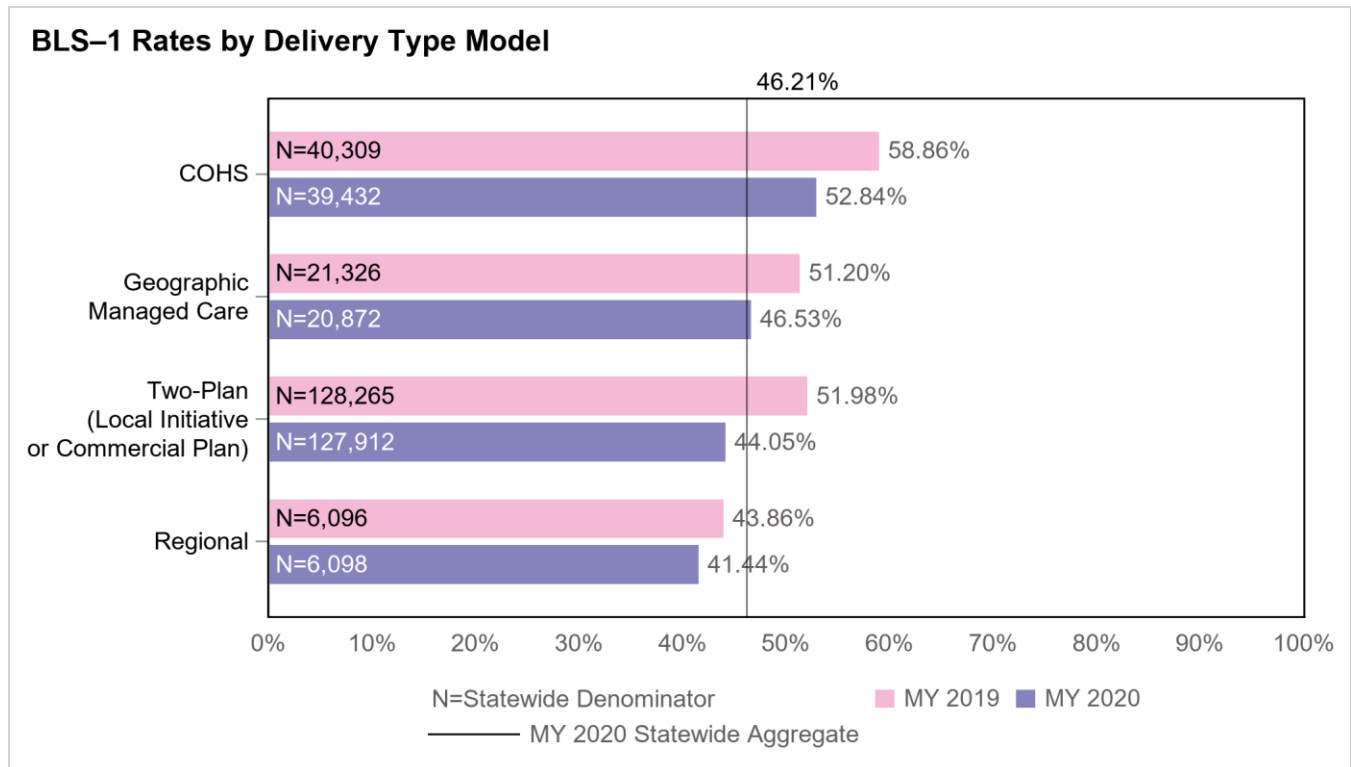 BLS–1 Rates by Delivery Type Model
46.21%
COHS
N=40,309
58.86%
N=39,432
52.84%
Geographic
Managed Care
N=21,326
51.20%
N=20,872
46.53%
Two-Plan
(Local Initiative
or Commercial Plan)
N=128,265
51.98%
N=127,912
44.05%
Regional
N=6,096
43.86%
N=6,098
41.44%
0% 10% 20% 30% 40% 50% 60% 70% 80% 90% 100%
N=Statewide Denominator MY 2019 MY 2020
MY 2020 Statewide Aggregate